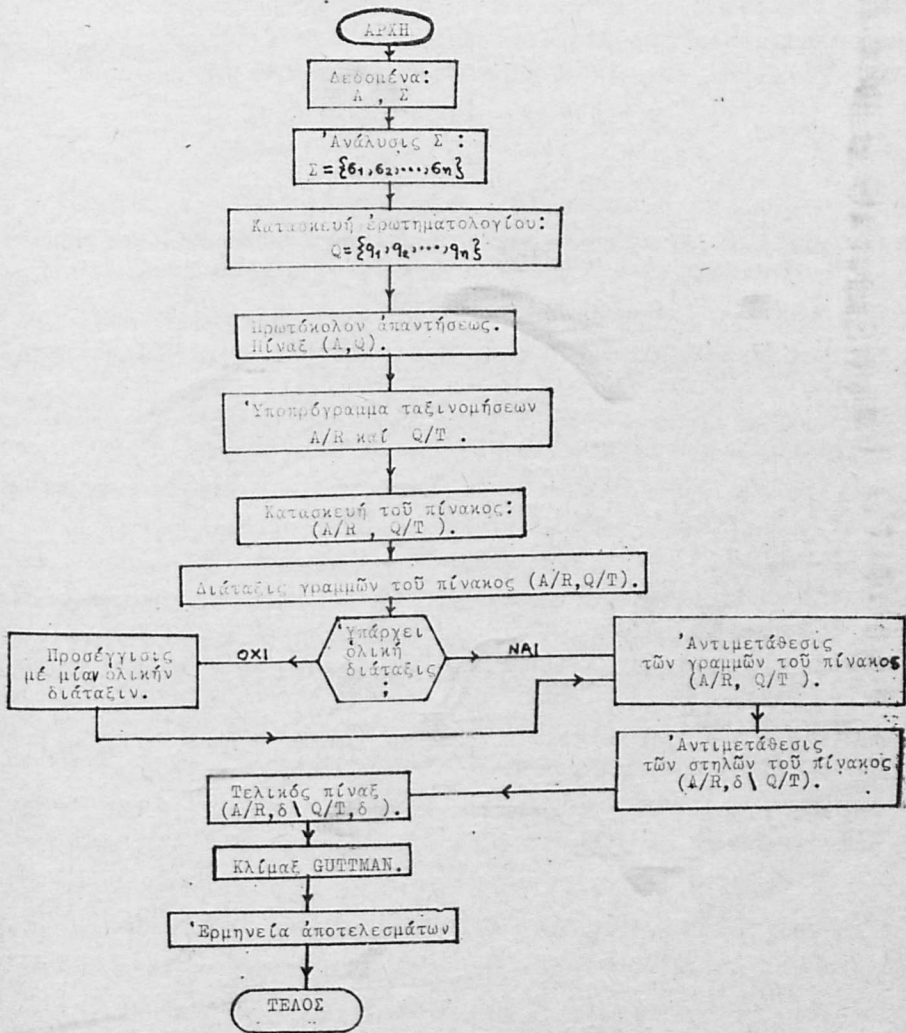 ΑΡΧΗ
Δεδομένα:
Α , Σ
Ἀνάλυσις Σ :
Σ = {σ1, σ2, ..., ση}
Κατασκευή ἐρωτηματολογίου:
Q = {q1, q2, ..., qη}
Πρωτόκολον ἀπαντήσεως.
Πίναξ (Α,Q).
Ὑποπρόγραμμα ταξινομήσεων
Α/R καί Q/T .
Κατασκευή τοῦ πίνακος:
(Α/R , Q/T ).
Διάταξις γραμμῶν τοῦ πίνακος (Α/R,Q/T).
Ὑπάρχει
ὁλική
διάταξις
;
ΟΧΙ
ΝΑΙ
Προσέγγισις
μέ μίαν ὁλικήν
διάταξιν.
Ἀντιμετάθεσις
τῶν γραμμῶν τοῦ πίνακος
(Α/R, Q/T ).
Ἀντιμετάθεσις
τῶν στηλῶν τοῦ πίνακος
(Α/R,δ \ Q/T).
Τελικός πίναξ
(Α/R,δ \ Q/T,δ ).
Κλίμαξ GUTTMAN.
Ἑρμηνεία ἀποτελεσμάτων
ΤΕΛΟΣ